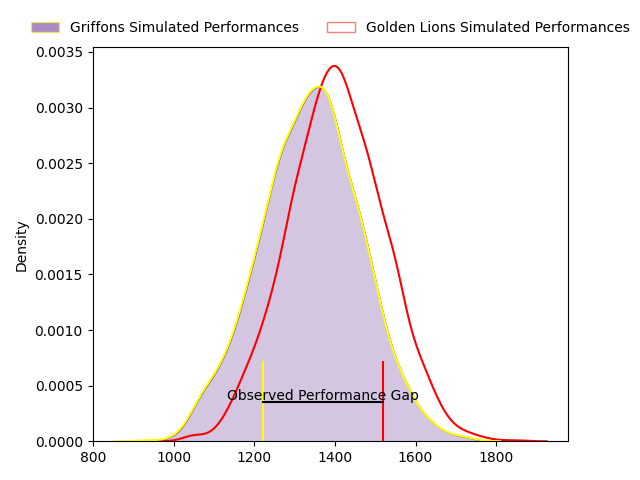 Griffons Simulated Performances Golden Lions Simulated Performances
0.0035
0.0030
0.0025
0.0020
0.0015
0.0010
0.0005
0.0000
Density
Observed Performance Gap
800 1000 1200 1400 1600 1800